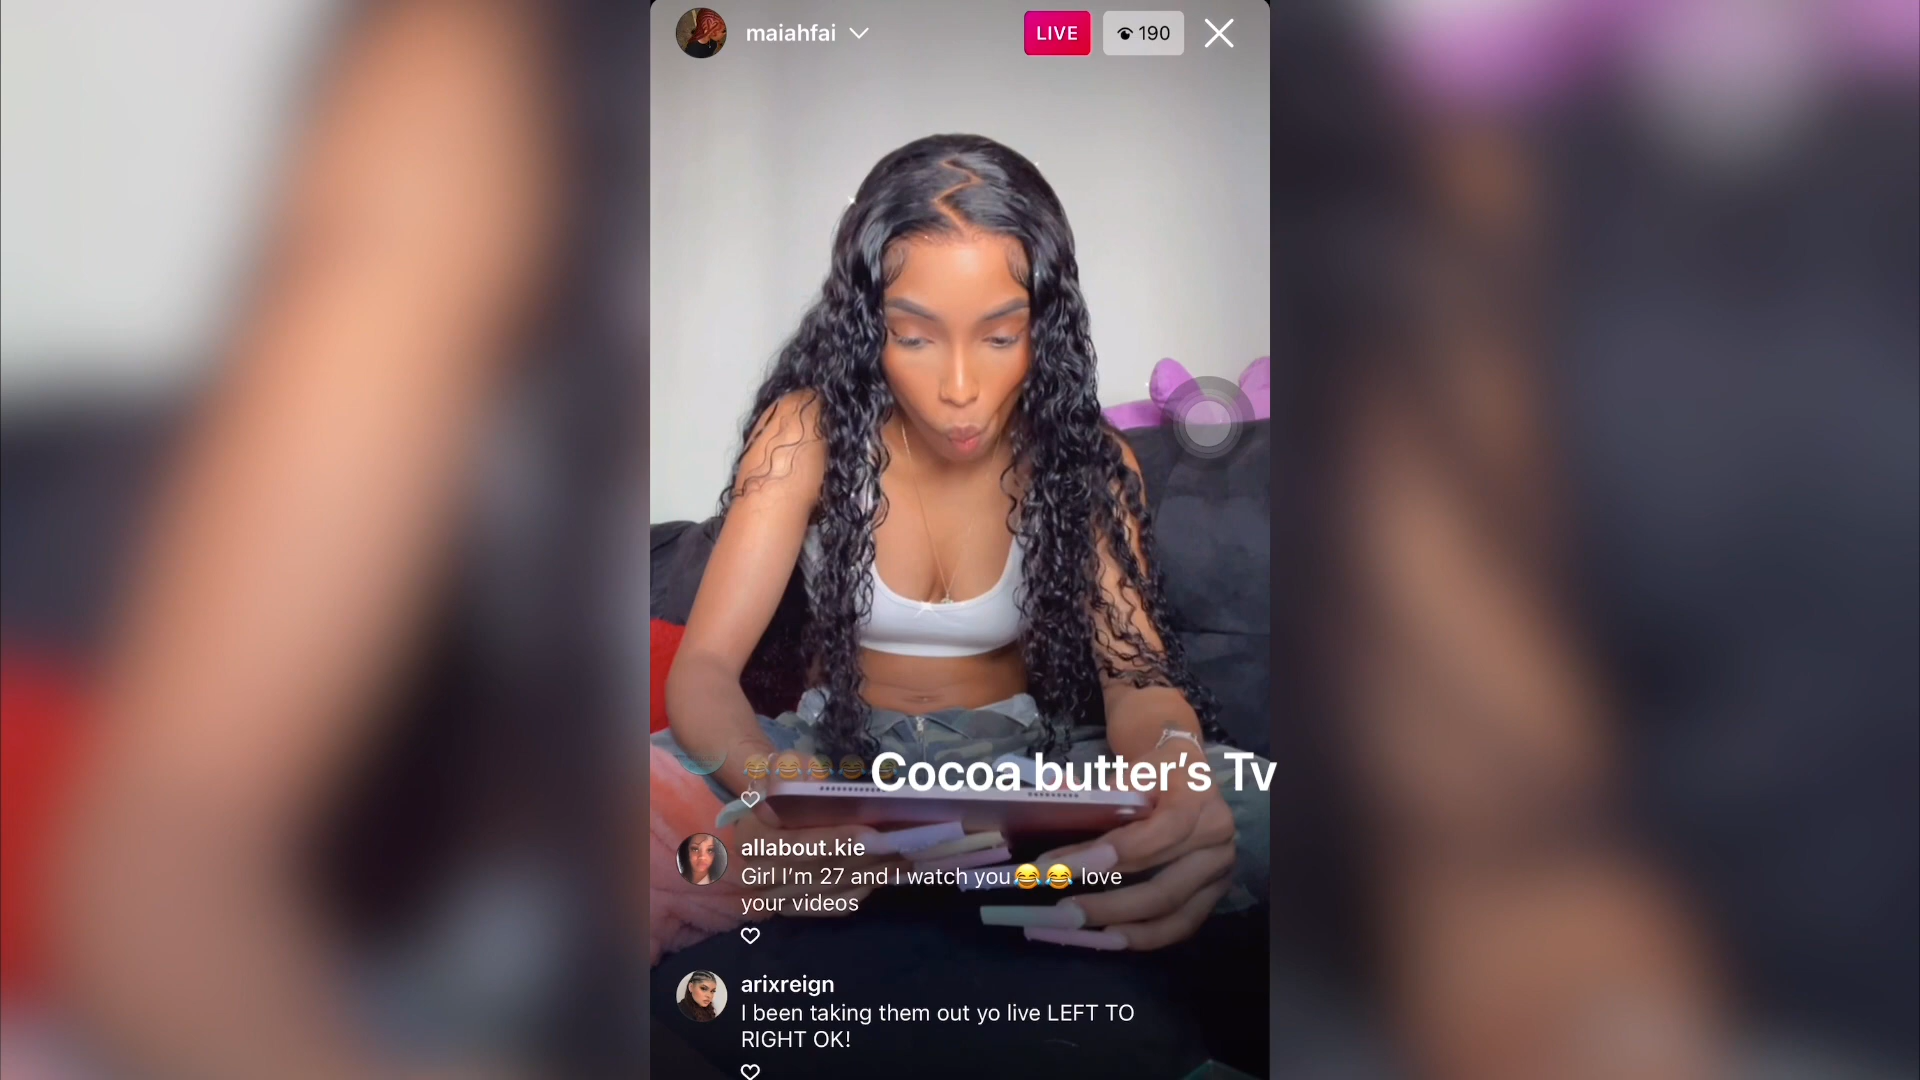 maiahfai
LIVE
190
Cocoa butter’s Tv
😂😂😂😂😂
allabout.kie
Girl I’m 27 and I watch you😂😂 love
your videos
arixreign
I been taking them out yo live LEFT TO
RIGHT OK!